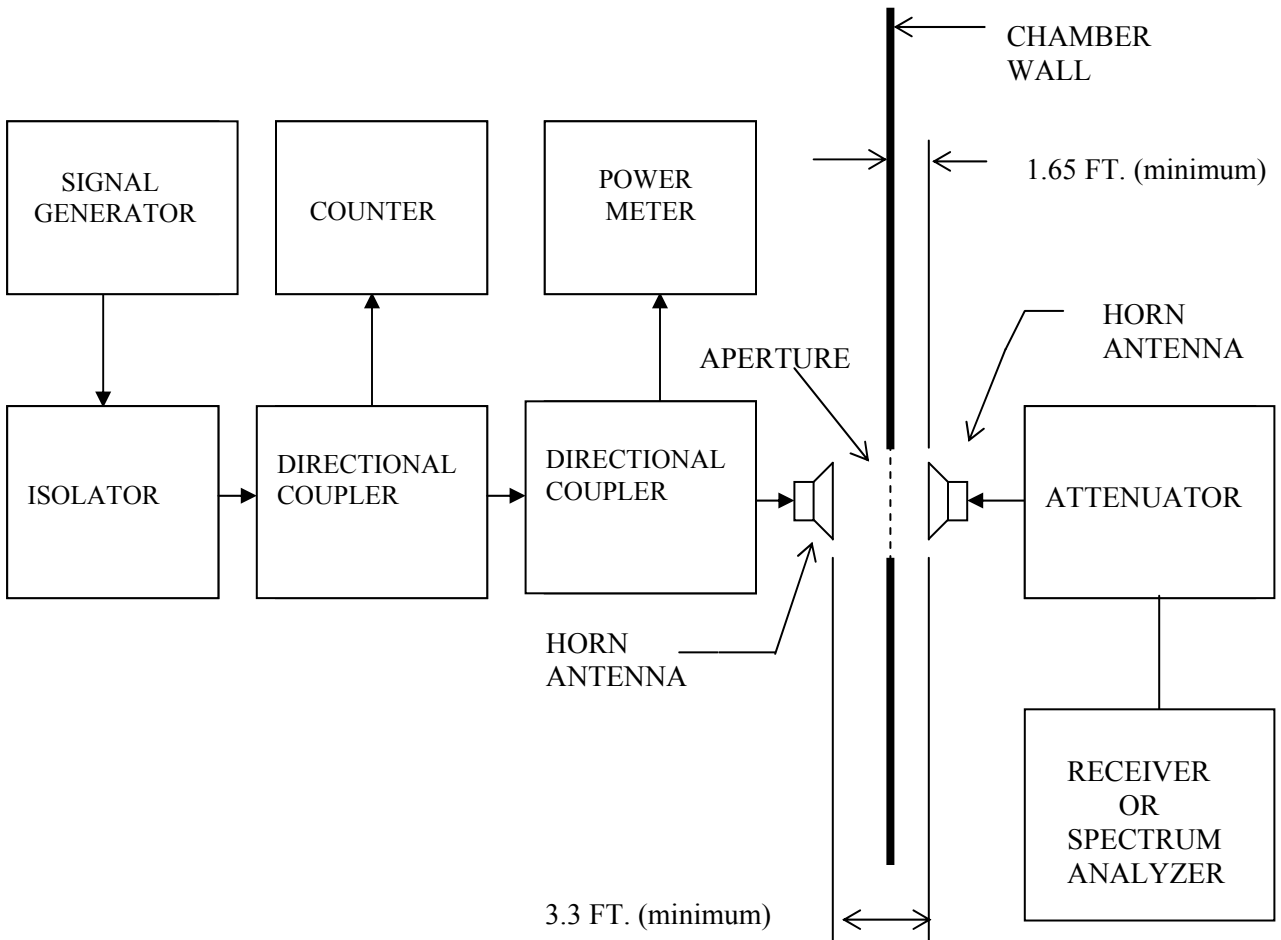 CHAMBER
WALL
1.65 FT. (minimum)
SIGNAL
GENERATOR
COUNTER
POWER
METER
HORN
ANTENNA
APERTURE
ISOLATOR
DIRECTIONAL
COUPLER
DIRECTIONAL
COUPLER
ATTENUATOR
HORN
ANTENNA
RECEIVER
OR
SPECTRUM
ANALYZER
3.3 FT. (minimum)